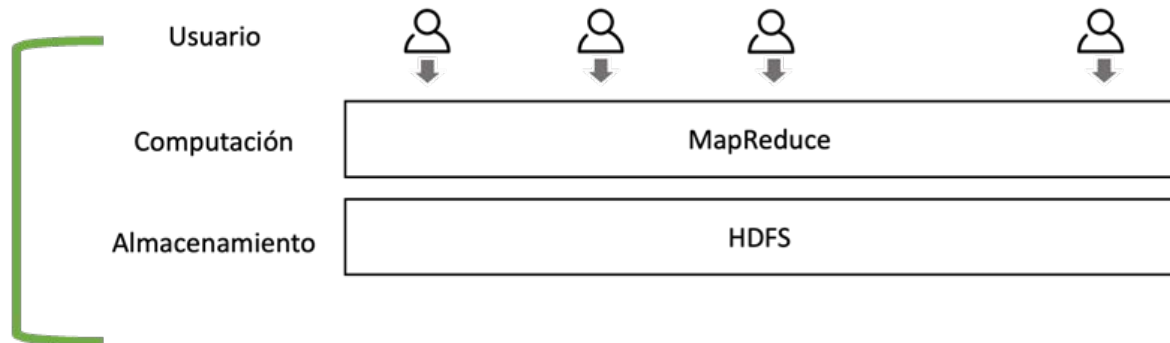 Usuario
Computación
MapReduce
Almacenamiento
HDFS